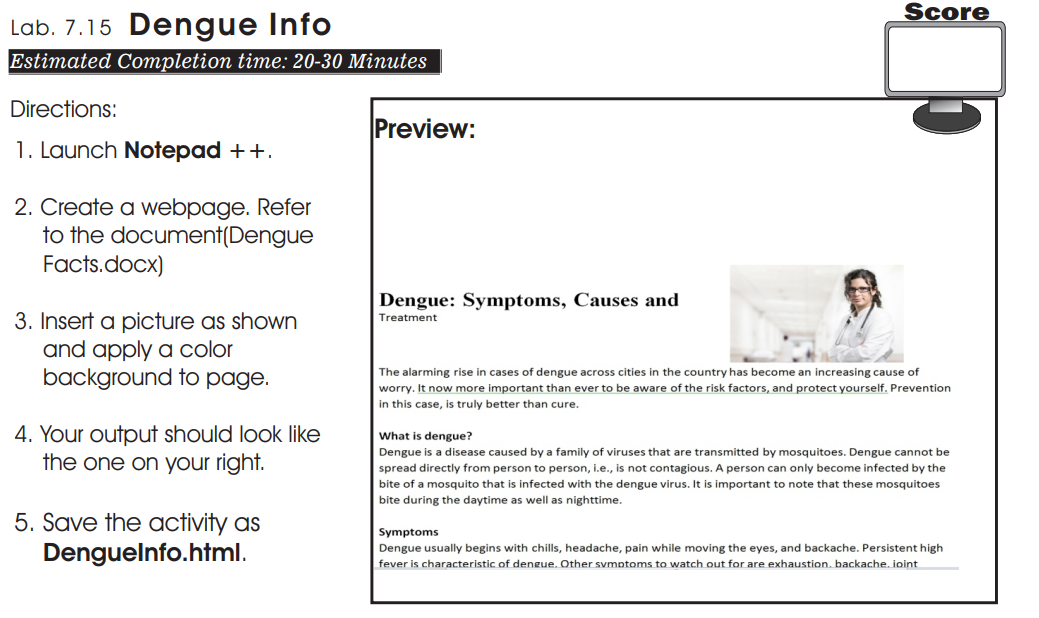 Lab. 7.15 Dengue Info
Score
Estimated Completion time: 20-30 Minutes
Directions:
1. Launch Notepad ++.
2. Create a webpage. Refer
to the document(Dengue
Facts.docx)
3. Insert a picture as shown
and apply a color
background to page.
4. Your output should look like
the one on your right.
5. Save the activity as
DengueInfo.html.
Preview:
Dengue: Symptoms, Causes and
Treatment
The alarming rise in cases of dengue across cities in the country has become an increasing cause of
worry. It now more important than ever to be aware of the risk factors, and protect yourself. Prevention
in this case, is truly better than cure.
What is dengue?
Dengue is a disease caused by a family of viruses that are transmitted by mosquitoes. Dengue cannot be
spread directly from person to person, i.e., is not contagious. A person can only become infected by the
bite of a mosquito that is infected with the dengue virus. It is important to note that these mosquitoes
bite during the daytime as well as nighttime.
Symptoms
Dengue usually begins with chills, headache, pain while moving the eyes, and backache. Persistent high
fever is characteristic of dengue. Other symptoms to watch out for are exhaustion, backache, joint